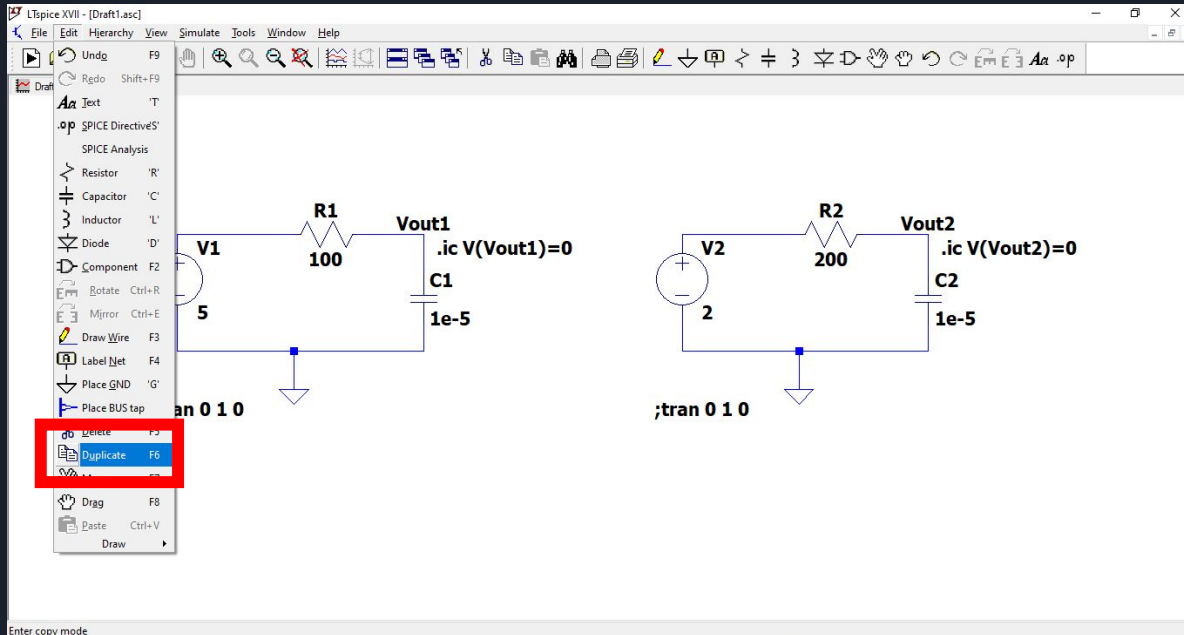 LTspice XVII - [Draft1.asc]
File Edit Hierarchy View Simulate Tools Window Help
Undo F9
Redo Shift+F9
Text 'T'
SPICE Directive'S'
SPICE Analysis
Resistor 'R'
Capacitor 'C'
Inductor 'L'
Diode 'D'
Component F2
Rotate Ctrl+R
Mirror Ctrl+E
Draw Wire F3
Label Net F4
Place GND 'G'
Place BUS tap
Delete F5
Duplicate F6
Drag F8
Paste Ctrl+V
Draw
R1
100
Vout1
.ic V(Vout1)=0
V1
5
C1
1e-5
an 0 1 0
R2
200
Vout2
.ic V(Vout2)=0
V2
2
C2
1e-5
;tran 0 1 0
Enter copy mode